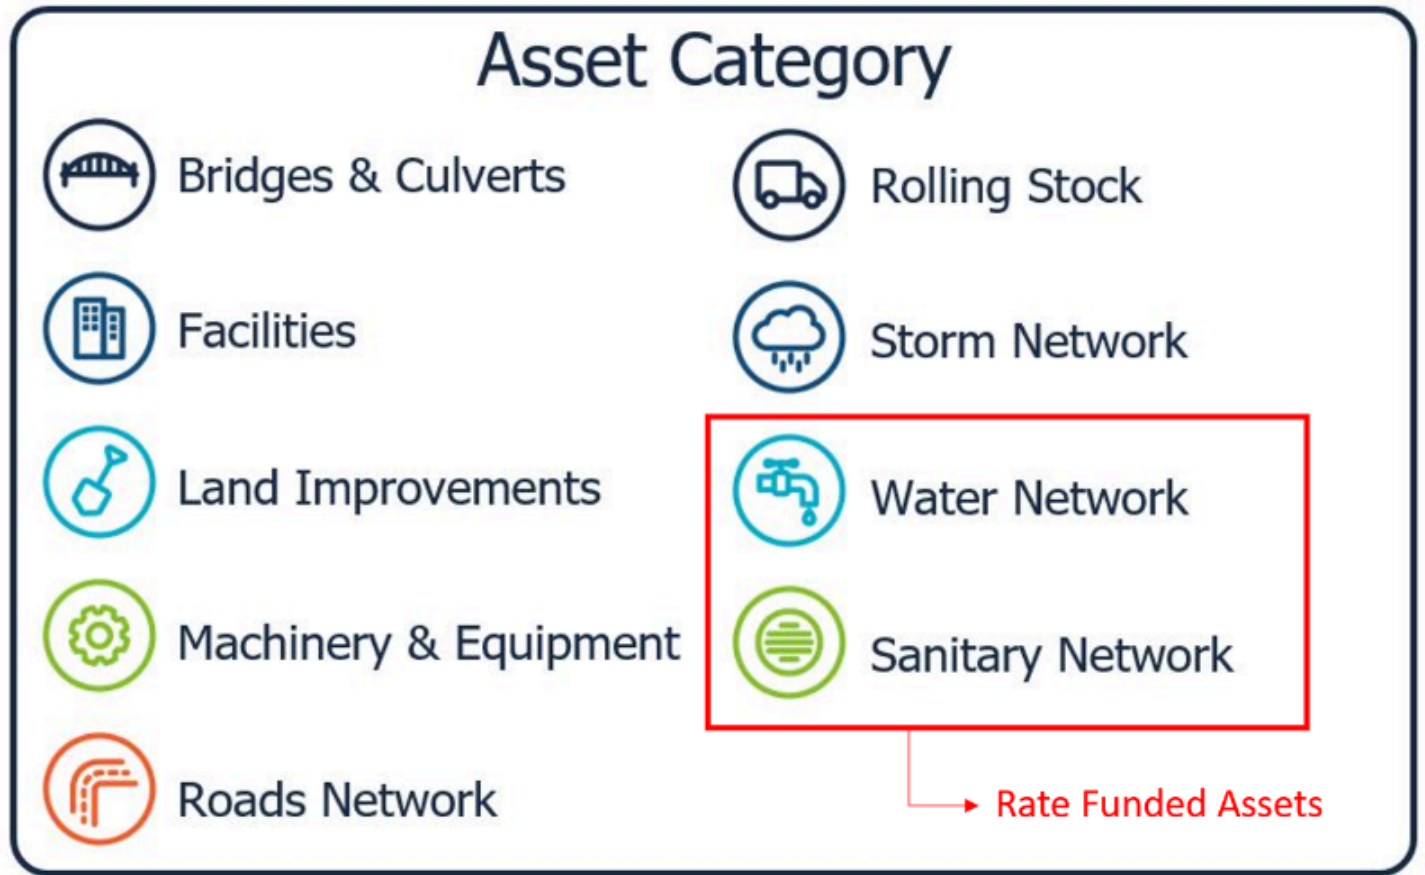 Asset Category
Bridges & Culverts
Facilities
Land Improvements
Machinery & Equipment
Roads Network
Rolling Stock
Storm Network
Water Network
Sanitary Network
Rate Funded Assets